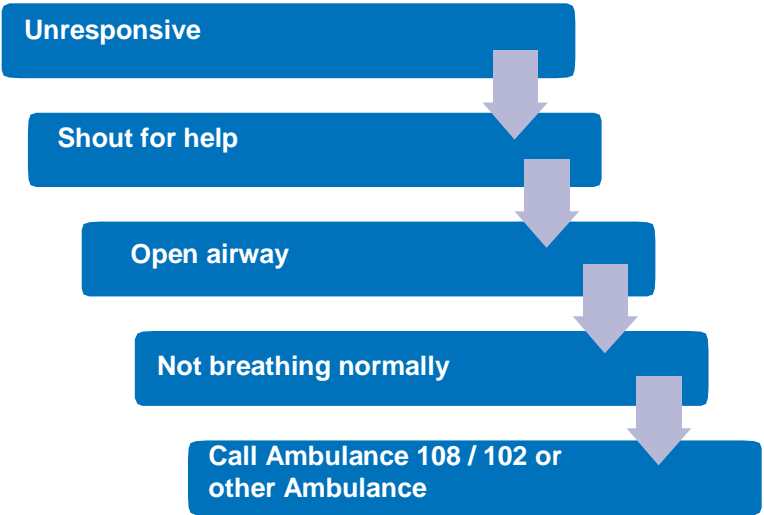 Unresponsive
Shout for help
Open airway
Not breathing normally
Call Ambulance 108 / 102 or
other Ambulance